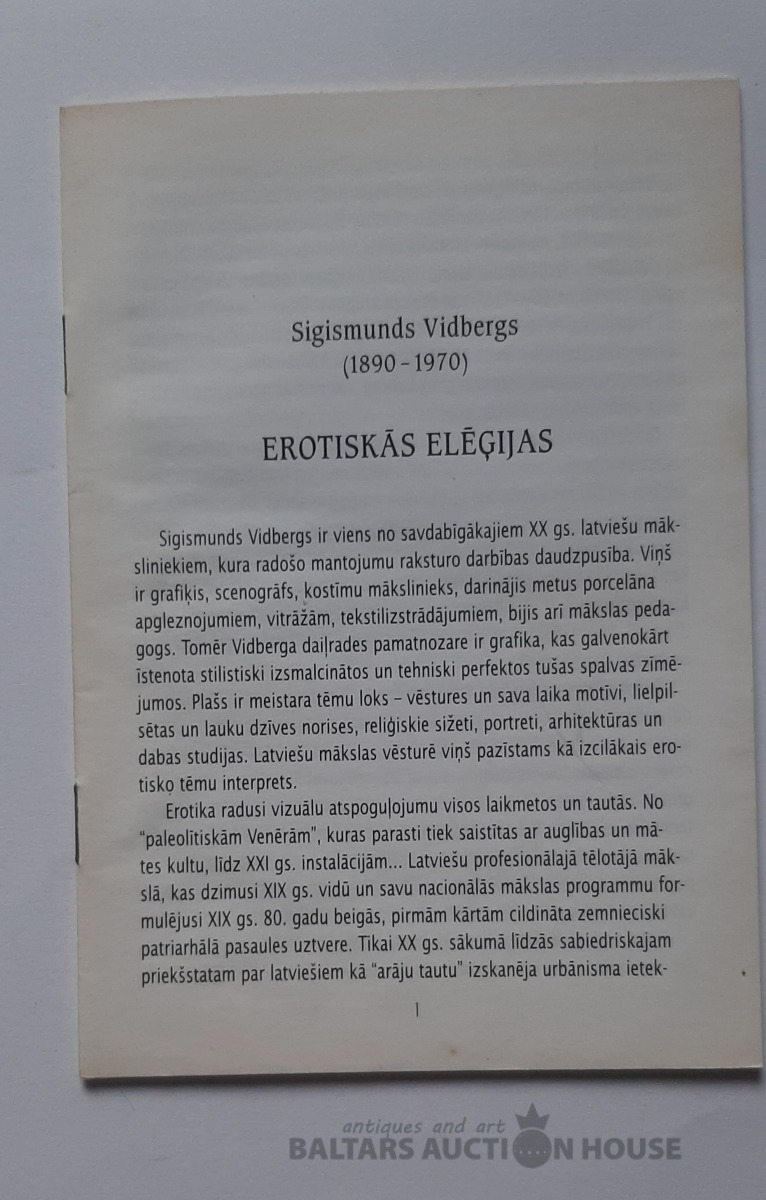 Sigismunds Vidbergs
(1890 – 1970)
EROTISKĀS ELĒĢIJAS
Sigismunds Vidbergs ir viens no savdabīgākajiem XX gs. latviešu māk-
sliniekiem, kura radošo mantojumu raksturo darbības daudzpusība. Viņš
ir grafiķis, scenogrāfs, kostīmu mākslinieks, darinājis metus porcelāna
apgleznojumiem, vitrāžām, tekstilizstrādājumiem, bijis arī mākslas peda-
gogs. Tomēr Vidberga daiļrades pamatnozare ir grafika, kas galvenokārt
īstenota stilistiski izsmalcinātos un tehniski perfektos tušas spalvas zīmē-
jumos. Plašs ir meistara tēmu loks – vēstures un sava laika motīvi, lielpil-
sētas un lauku dzīves norises, reliģiskie sižeti, portreti, arhitektūras un
dabas studijas. Latviešu mākslas vēsturē viņš pazīstams kā izcilākais ero-
tisko tēmu interprets.
Erotika radusi vizuālu atspoguļojumu visos laikmetos un tautās. No
“paleolītiskām Venērām”, kuras parasti tiek saistītas ar auglības un mā-
tes kultu, līdz XXI gs. instalācijām... Latviešu profesionālajā tēlotājā māk-
slā, kas dzimusi XIX gs. vidū un savu nacionālās mākslas programmu for-
mulējusi XIX gs. 80. gadu beigās, pirmām kārtām cildināta zemnieciski
patriarhālā pasaules uztvere. Tikai XX gs. sākumā līdzās sabiedriskajam
priekšstatam par latviešiem kā “arāju tautu” izskanēja urbānisma ietek-
1
antiques and art
BALTARS AUCTION HOUSE